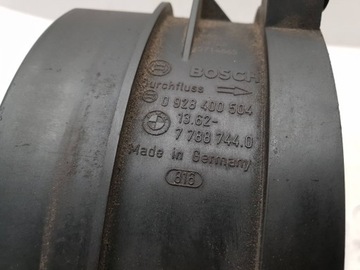 BOSCH
Durchfluss
0 928 400 504
13.62-
7 788 744.0
Made in Germany
816